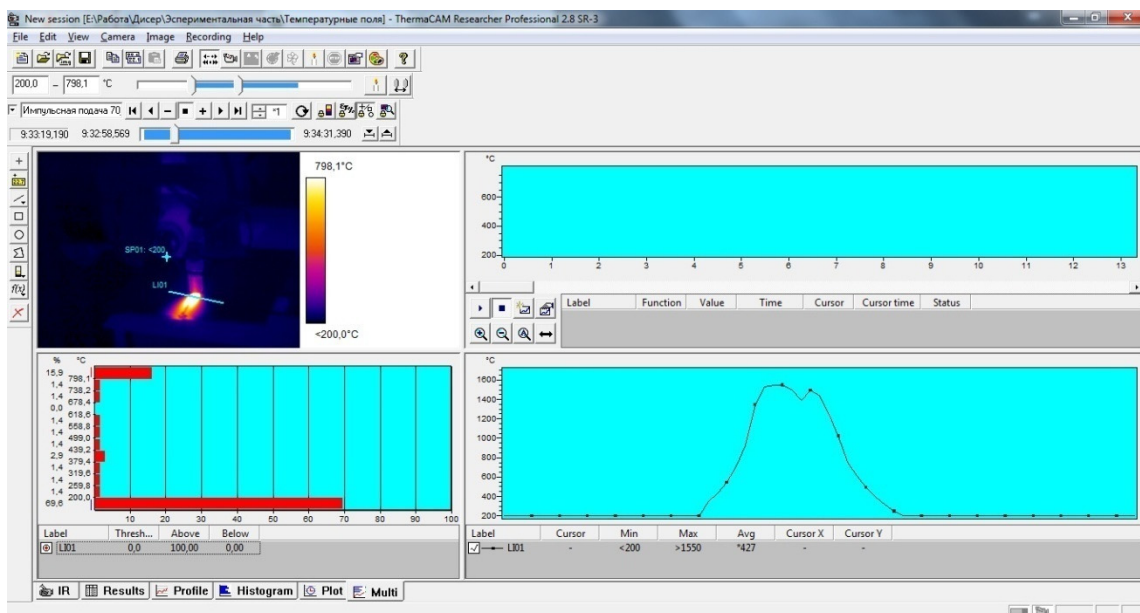 New session [E:\Работа\Дисер\Эспериментальная часть\Температурные поля] - ThermaCAM Researcher Professional 2.8 SR-3
File Edit View Camera Image Recording Help
200,0 - 798,1 °C
Импульсная подача 70
9:33:19,190 9:32:58,569 9:34:31,390
798,1°C
SP01: <200
LI01
<200,0°C
°C
600
400
200
0 1 2 3 4 5 6 7 8 9 10 11 12 13
Label Function Value Time Cursor Cursor time Status
% °C
15,9
798,1
1,4
738,2
1,4
678,4
0,0
618,6
1,4
558,8
1,4
499,0
1,4
439,2
2,9
379,4
1,4
319,6
1,4
259,8
1,4
200,0
69,6
10 20 30 40 50 60 70 80 90 100
Label Thresh... Above Below
LI01 0,0 100,00 0,00
°C
1600
1400
1200
1000
800
600
400
200
Label Cursor Min Max Avg Cursor X Cursor Y
LI01 - <200 >1550 *427 - -
IR Results Profile Histogram Plot Multi